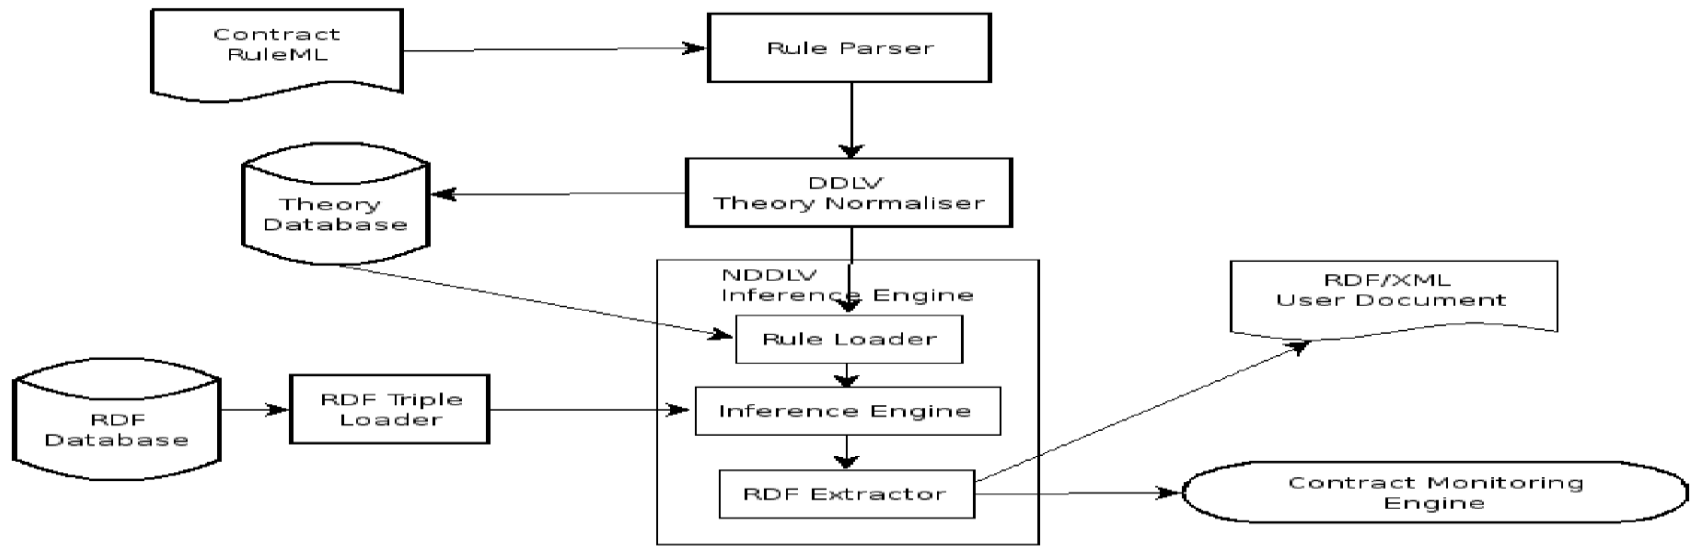 Contract
RuleML
Rule Parser
DDLV
Theory Normaliser
Theory
Database
NDDLV
Inference Engine
RDF/XML
User Document
Rule Loader
RDF
Database
RDF Triple
Loader
Inference Engine
RDF Extractor
Contract Monitoring
Engine